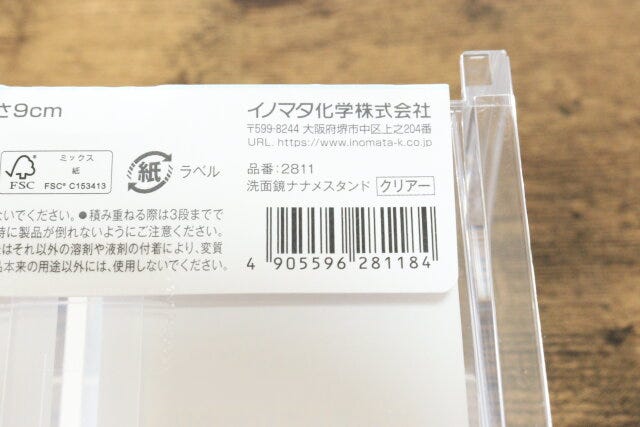 さ9cm
イノマタ化学株式会社
〒599-8244 大阪府堺市中区上之204番
URL. https://www.inomata-k.co.jp
ミックス
紙
FSC
FSC® C153413
紙
ラベル
品番:2811
洗面鏡ナナメスタンド クリアー
ないでください。●積み重ねる際は3段までで
時に製品が倒れないようにご注意ください。
はそれ以外の溶剤や液剤の付着により、変質
品本来の用途以外には、使用しないでください。
4 905596 281184